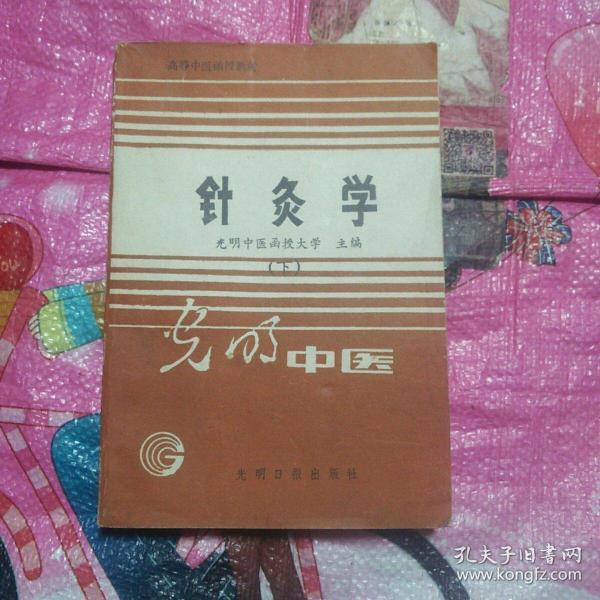 高等中医函授教材
针灸学
光明中医函授大学 主编
(下)
光明中医
光明日报出版社
孔夫子旧书网
www.kongfz.com